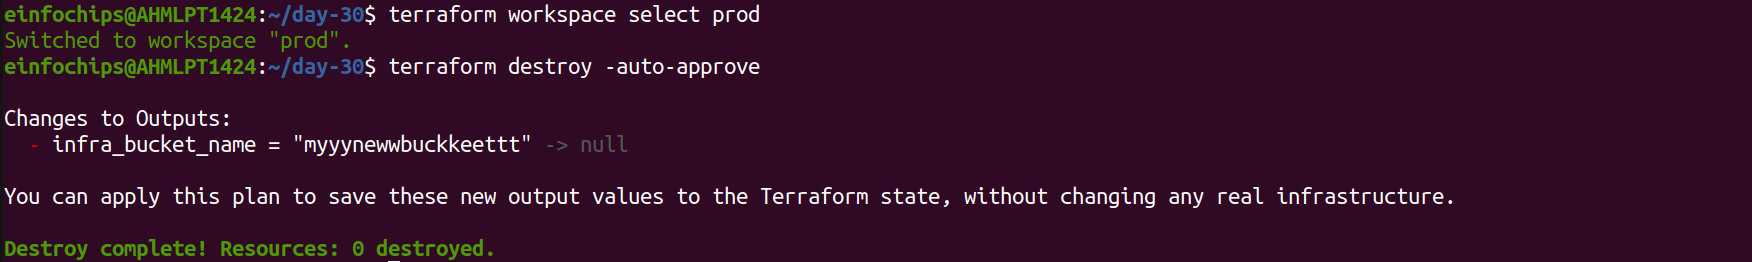 einfochips@AHMLPT1424:~/day-30$ terraform workspace select prod
Switched to workspace "prod".
einfochips@AHMLPT1424:~/day-30$ terraform destroy -auto-approve
Changes to Outputs:
- infra_bucket_name = "myyynewwbuckkeettt" -> null
You can apply this plan to save these new output values to the Terraform state, without changing any real infrastructure.
Destroy complete! Resources: 0 destroyed.